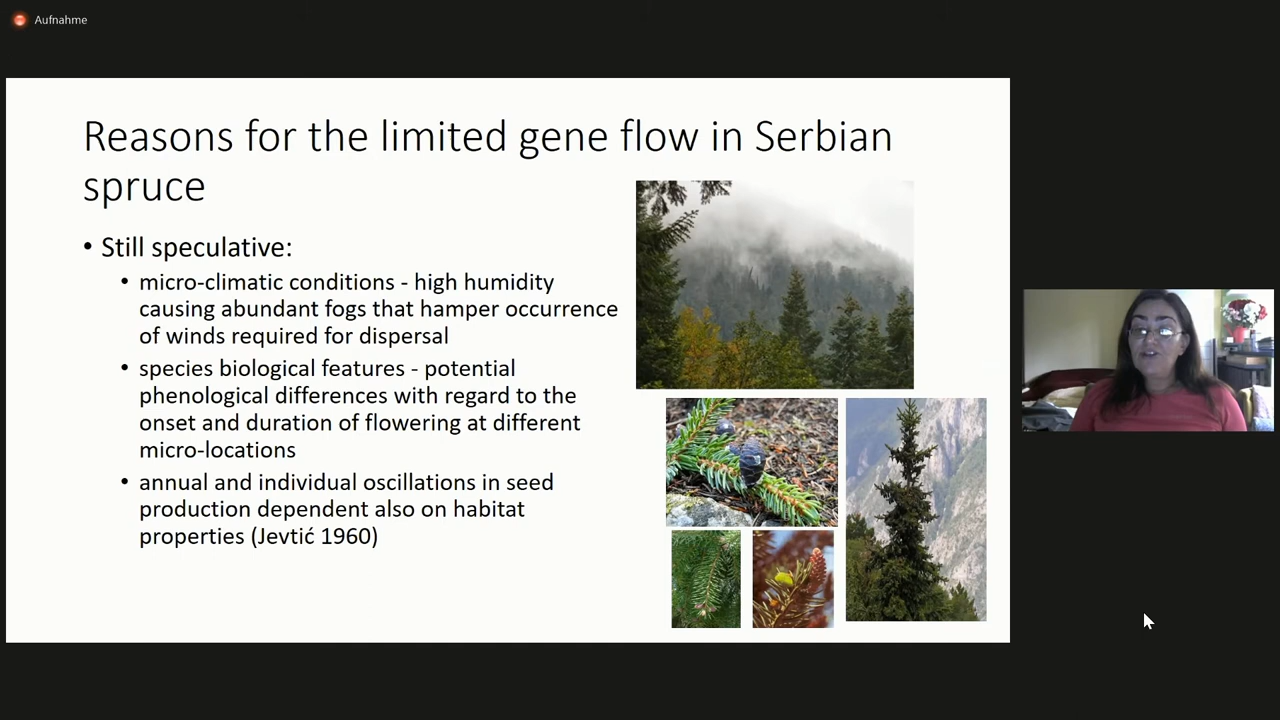 Aufnahme
Reasons for the limited gene flow in Serbian
spruce
• Still speculative:
• micro-climatic conditions - high humidity
causing abundant fogs that hamper occurrence
of winds required for dispersal
• species biological features - potential
phenological differences with regard to the
onset and duration of flowering at different
micro-locations
• annual and individual oscillations in seed
production dependent also on habitat
properties (Jevtić 1960)